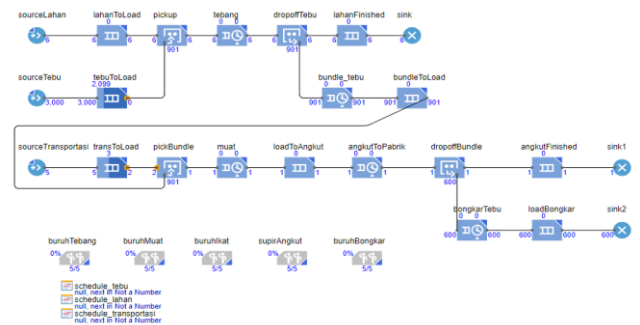 sourceLahan lahanToLoad pickup tebang dropoffTebu lahanFinished sink
0 0 0 0
6 6 6 6 6 6 6 6 6 6 6
901
sourceTebu tebuToLoad bundle_tebu bundleToLoad
2,099 0 0 0
3,000 3,000 0 901 901 901 901
sourceTransportasi transToLoad pickBundle muat loadToAngkut angkutToPabrik dropoffBundle angkutFinished sink1
3 0 0 0 0 0 0
5 5 2 2 1 1 1 1 1 1 1 1 1 1 1 1
901 600
bongkarTebu loadBongkar sink2
0 0 0
600 600 600 600 600
buruhTebang buruhMuat buruhIkat supirAngkut buruhBongkar
0% 0% 0% 0% 0%
5/5 5/5 5/5 5/5 5/5
schedule_tebu
null, next in Not a Number
schedule_lahan
null, next in Not a Number
schedule_transportasi
null, next in Not a Number